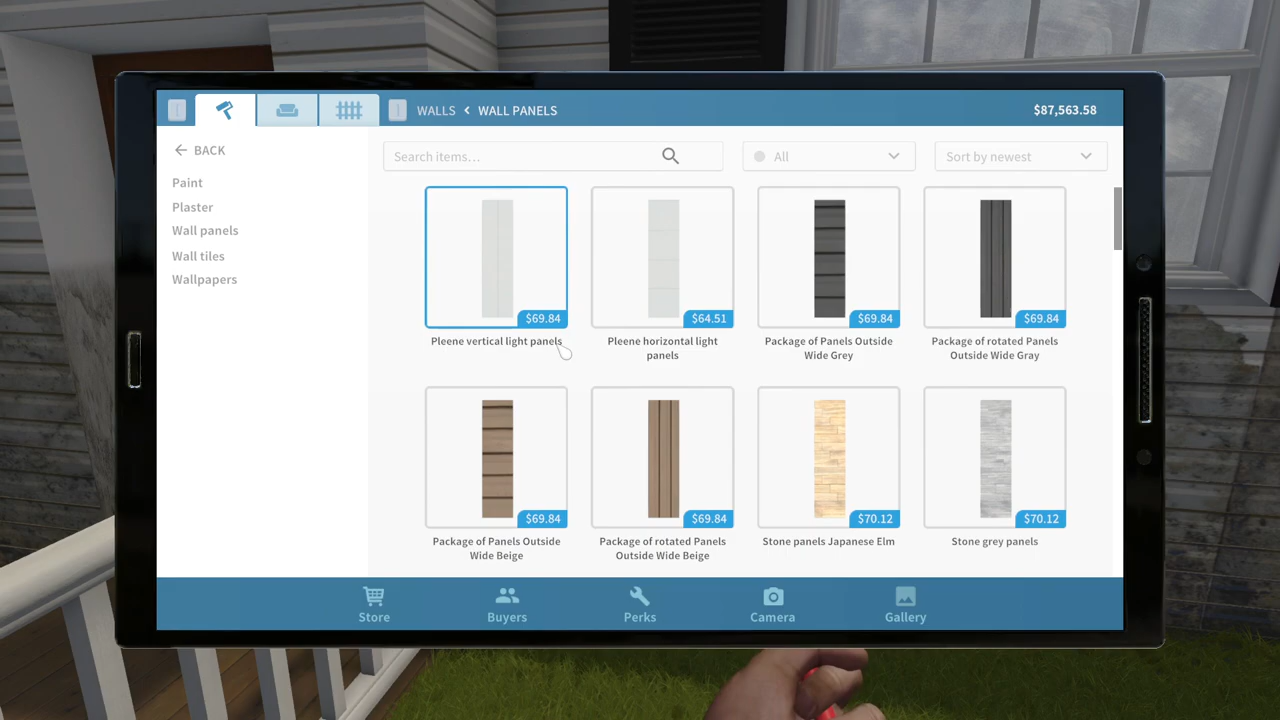 WALLS < WALL PANELS
$87,563.58
BACK
Paint
Plaster
Wall panels
Wall tiles
Wallpapers
Search items...
All
Sort by newest
$69.84
$64.51
$69.84
$69.84
Pleene vertical light panels
Pleene horizontal light
panels
Package of Panels Outside
Wide Grey
Package of rotated Panels
Outside Wide Gray
$69.84
$69.84
$70.12
$70.12
Package of Panels Outside
Wide Beige
Package of rotated Panels
Outside Wide Beige
Stone panels Japanese Elm
Stone grey panels
Store
Buyers
Perks
Camera
Gallery